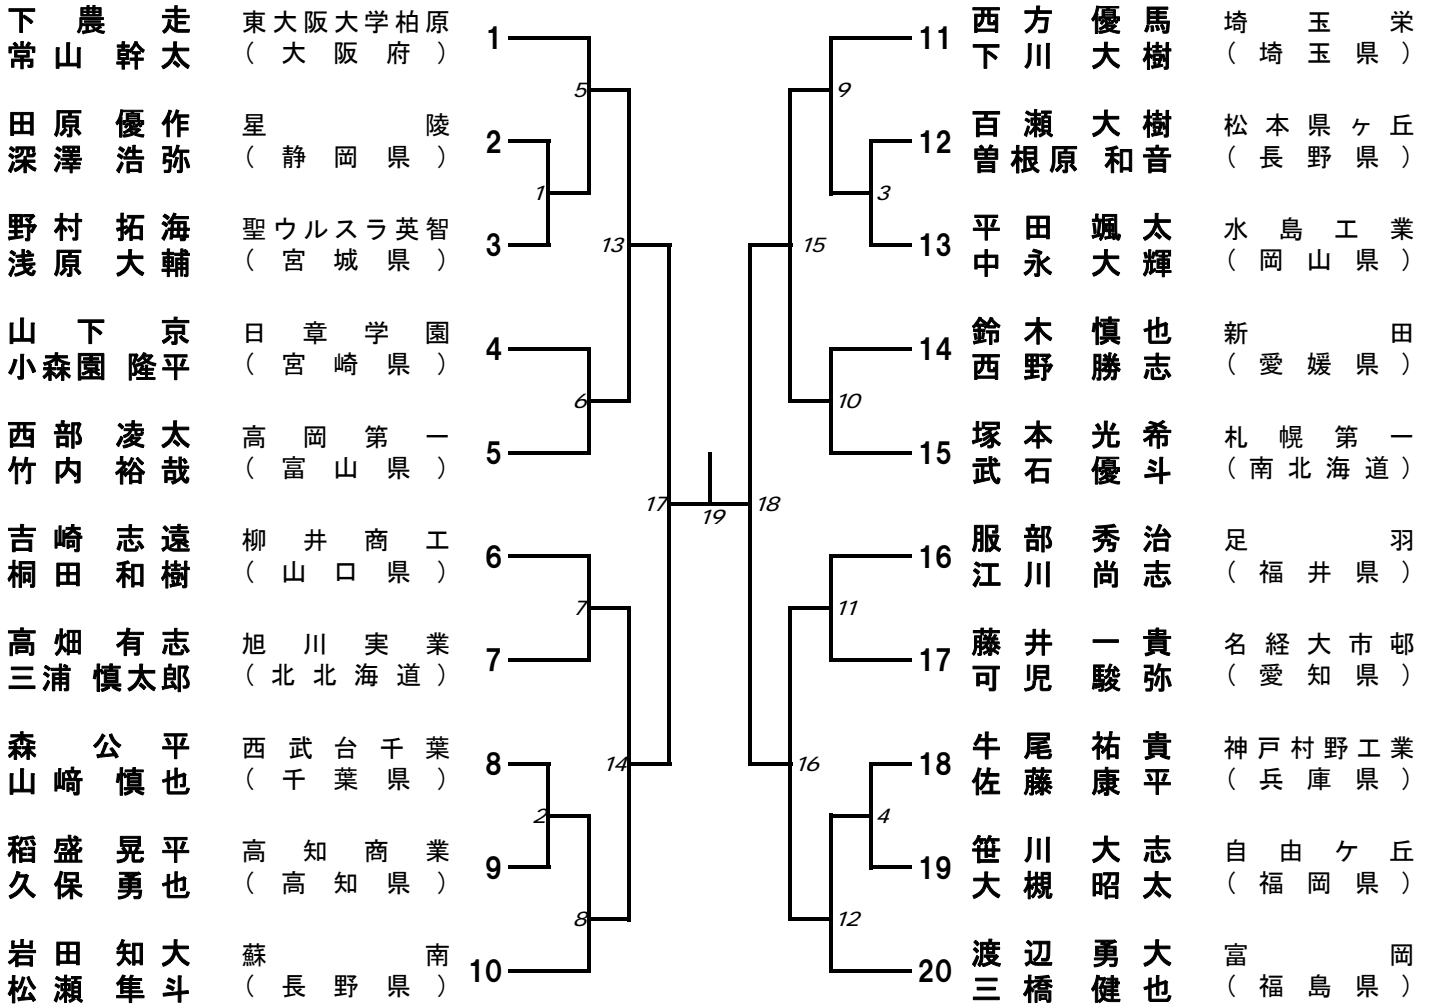 下農 走 東大阪大学柏原
常山 幹太 (大阪府) 1
田原 優作 星陵
深澤 浩弥 (静岡県) 2
野村 拓海 聖ウルスラ英智
浅原 大輔 (宮城県) 3
山下 京 日章学園
小森園 隆平 (宮崎県) 4
西部 凌太 高岡第一
竹内 裕哉 (富山県) 5
吉崎 志遠 柳井商工
桐田 和樹 (山口県) 6
高畑 有志 旭川実業
三浦 慎太郎 (北北海道) 7
森 公平 西武台千葉
山﨑 慎也 (千葉県) 8
稲盛 晃平 高知商業
久保 勇也 (高知県) 9
岩田 知大 蘇南
松瀬 隼斗 (長野県) 10
5
1
13
6
17
7
14
2
8
19
9
3
15
10
18
11
16
4
12
11 西方 優馬 埼玉栄
下川 大樹 (埼玉県)
12 百瀬 大樹 松本県ヶ丘
曽根原 和音 (長野県)
13 平田 颯太 水島工業
中永 大輝 (岡山県)
14 鈴木 慎也 新田
西野 勝志 (愛媛県)
15 塚本 光希 札幌第一
武石 優斗 (南北海道)
16 服部 秀治 足羽
江川 尚志 (福井県)
17 藤井 一貴 名経大市邨
可児 駿弥 (愛知県)
18 牛尾 祐貴 神戸村野工業
佐藤 康平 (兵庫県)
19 笹川 大志 自由ケ丘
大槻 昭太 (福岡県)
20 渡辺 勇大 富岡
三橋 健也 (福島県)